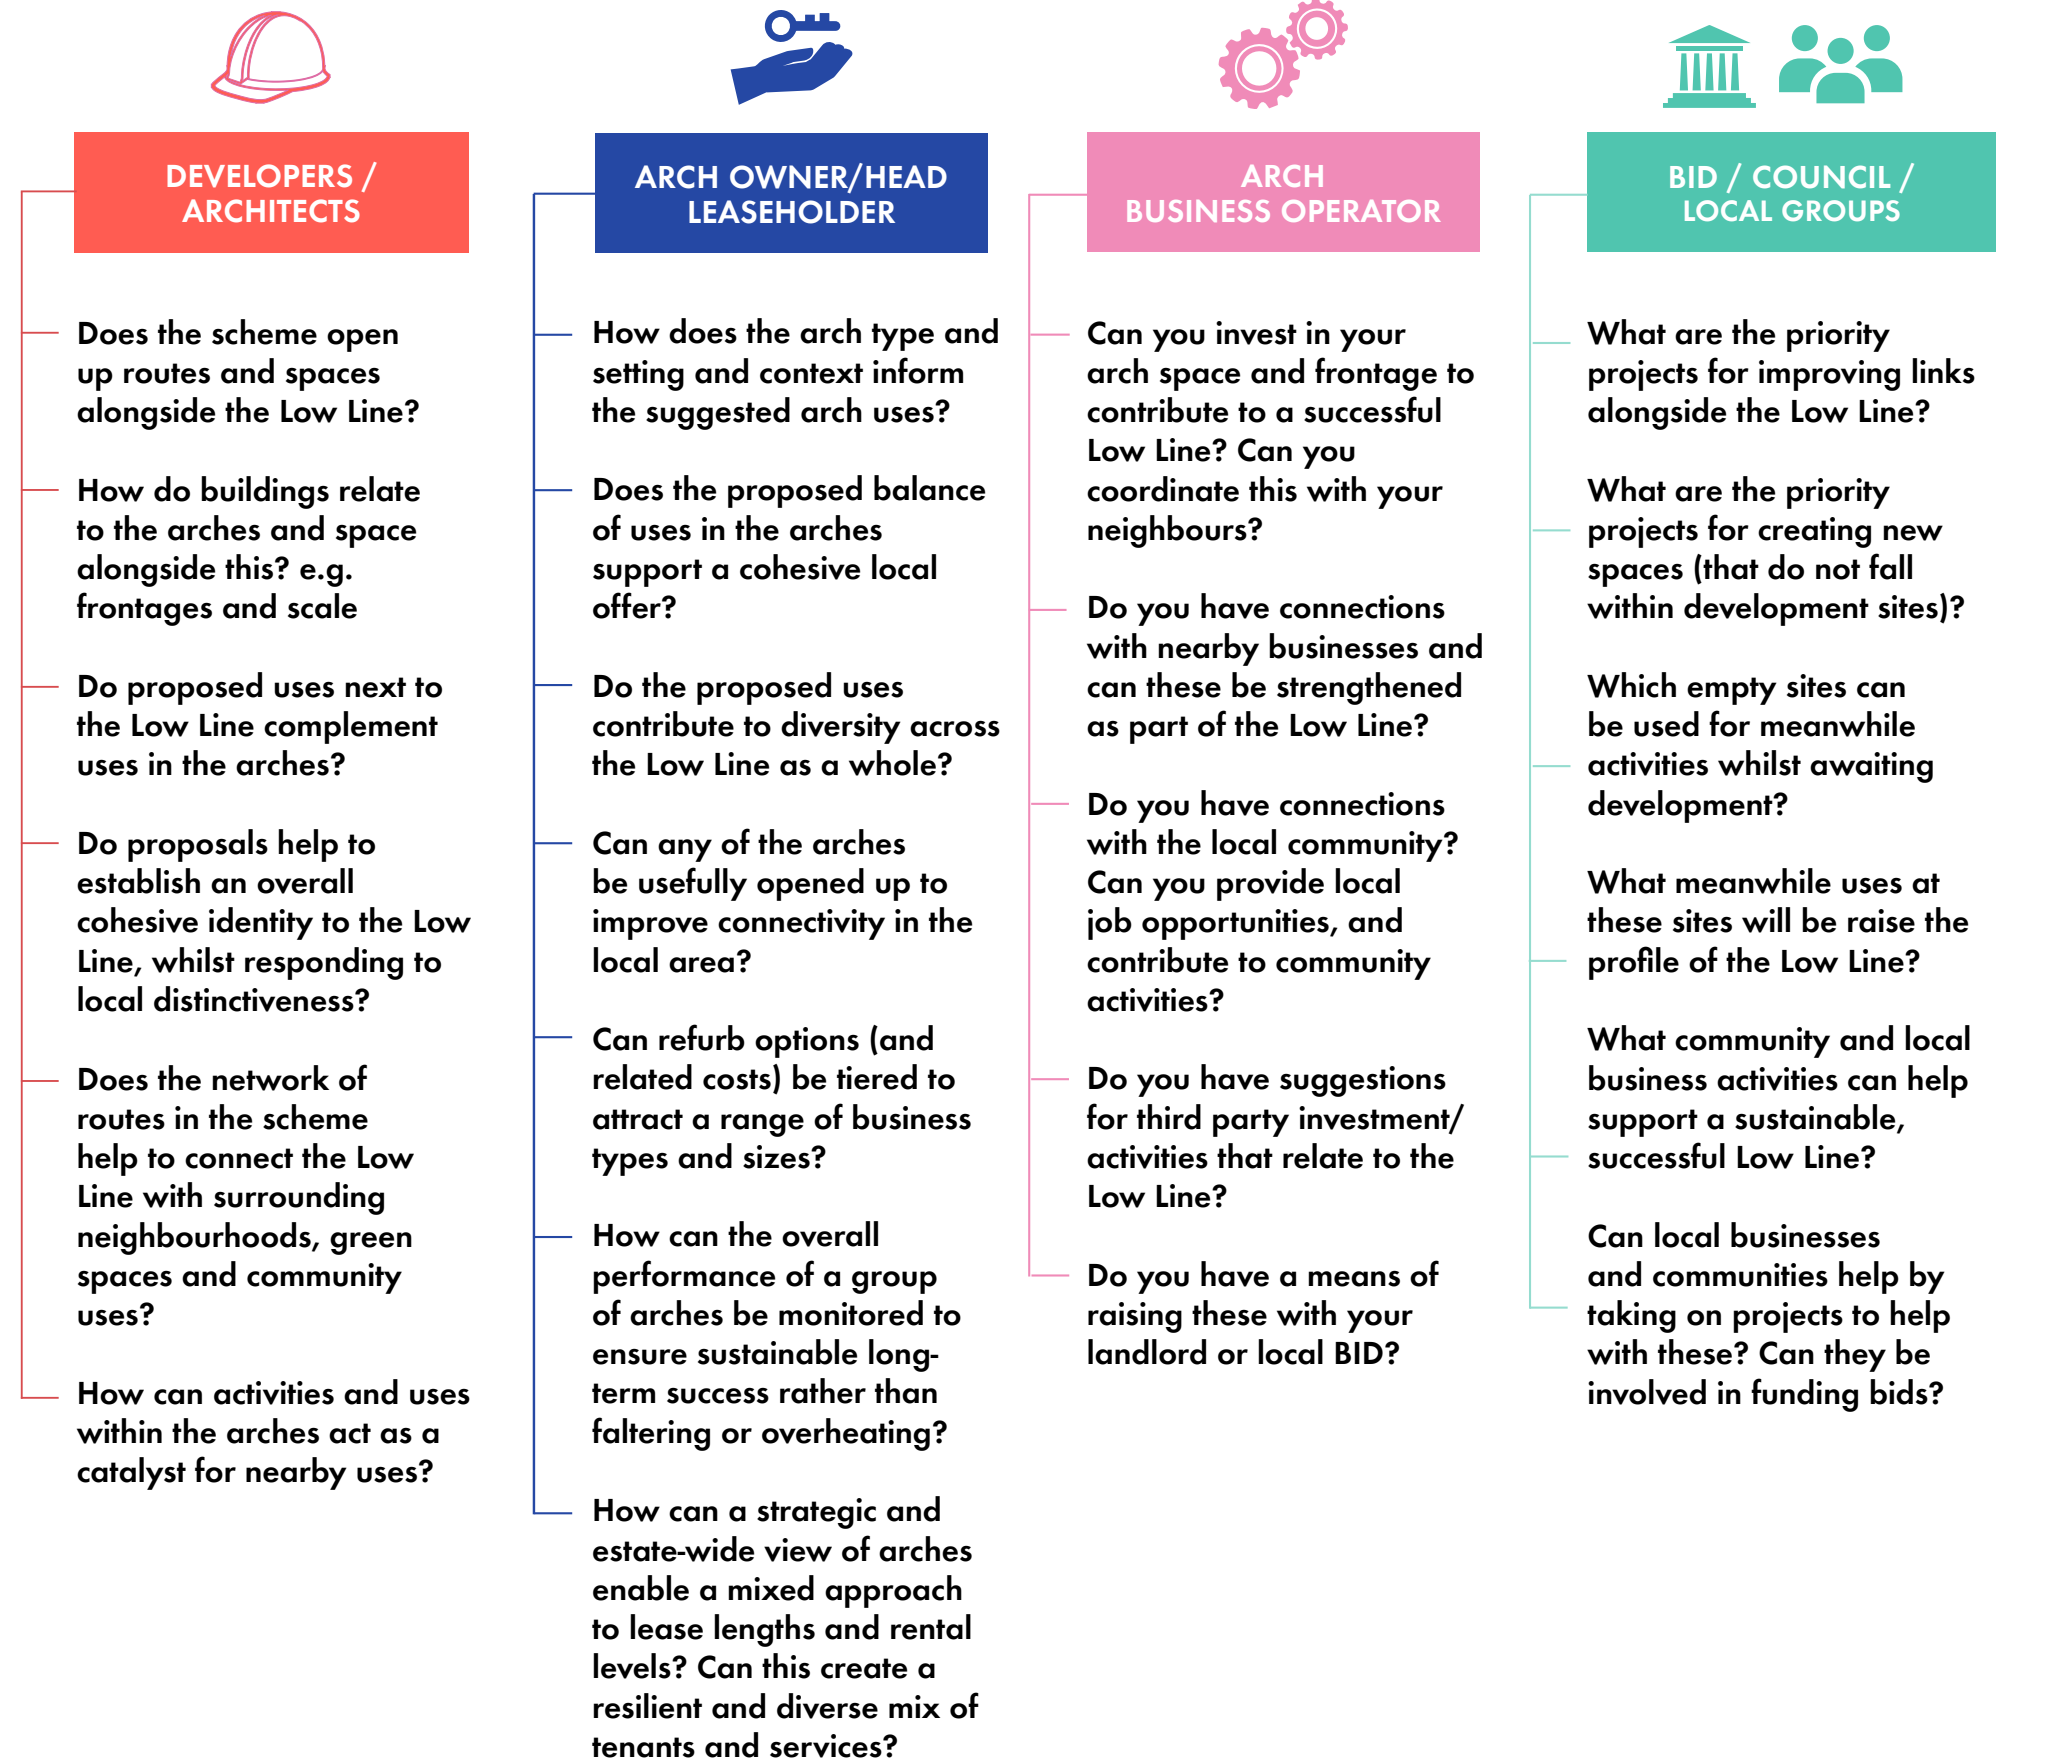 DEVELOPERS /
ARCHITECTS
Does the scheme open
up routes and spaces
alongside the Low Line?
How do buildings relate
to the arches and space
alongside this? e.g.
frontages and scale
Do proposed uses next to
the Low Line complement
uses in the arches?
Do proposals help to
establish an overall
cohesive identity to the Low
Line, whilst responding to
local distinctiveness?
Does the network of
routes in the scheme
help to connect the Low
Line with surrounding
neighbourhoods, green
spaces and community
uses?
How can activities and uses
within the arches act as a
catalyst for nearby uses?
ARCH OWNER/HEAD
LEASEHOLDER
How does the arch type and
setting and context inform
the suggested arch uses?
Does the proposed balance
of uses in the arches
support a cohesive local
offer?
Do the proposed uses
contribute to diversity across
the Low Line as a whole?
Can any of the arches
be usefully opened up to
improve connectivity in the
local area?
Can refurb options (and
related costs) be tiered to
attract a range of business
types and sizes?
How can the overall
performance of a group
of arches be monitored to
ensure sustainable long-
term success rather than
faltering or overheating?
How can a strategic and
estate-wide view of arches
enable a mixed approach
to lease lengths and rental
levels? Can this create a
resilient and diverse mix of
tenants and services?
ARCH
BUSINESS OPERATOR
Can you invest in your
arch space and frontage to
contribute to a successful
Low Line? Can you
coordinate this with your
neighbours?
Do you have connections
with nearby businesses and
can these be strengthened
as part of the Low Line?
Do you have connections
with the local community?
Can you provide local
job opportunities, and
contribute to community
activities?
Do you have suggestions
for third party investment/
activities that relate to the
Low Line?
Do you have a means of
raising these with your
landlord or local BID?
BID / COUNCIL /
LOCAL GROUPS
What are the priority
projects for improving links
alongside the Low Line?
What are the priority
projects for creating new
spaces (that do not fall
within development sites)?
Which empty sites can
be used for meanwhile
activities whilst awaiting
development?
What meanwhile uses at
these sites will be raise the
profile of the Low Line?
What community and local
business activities can help
support a sustainable,
successful Low Line?
Can local businesses
and communities help by
taking on projects to help
with these? Can they be
involved in funding bids?